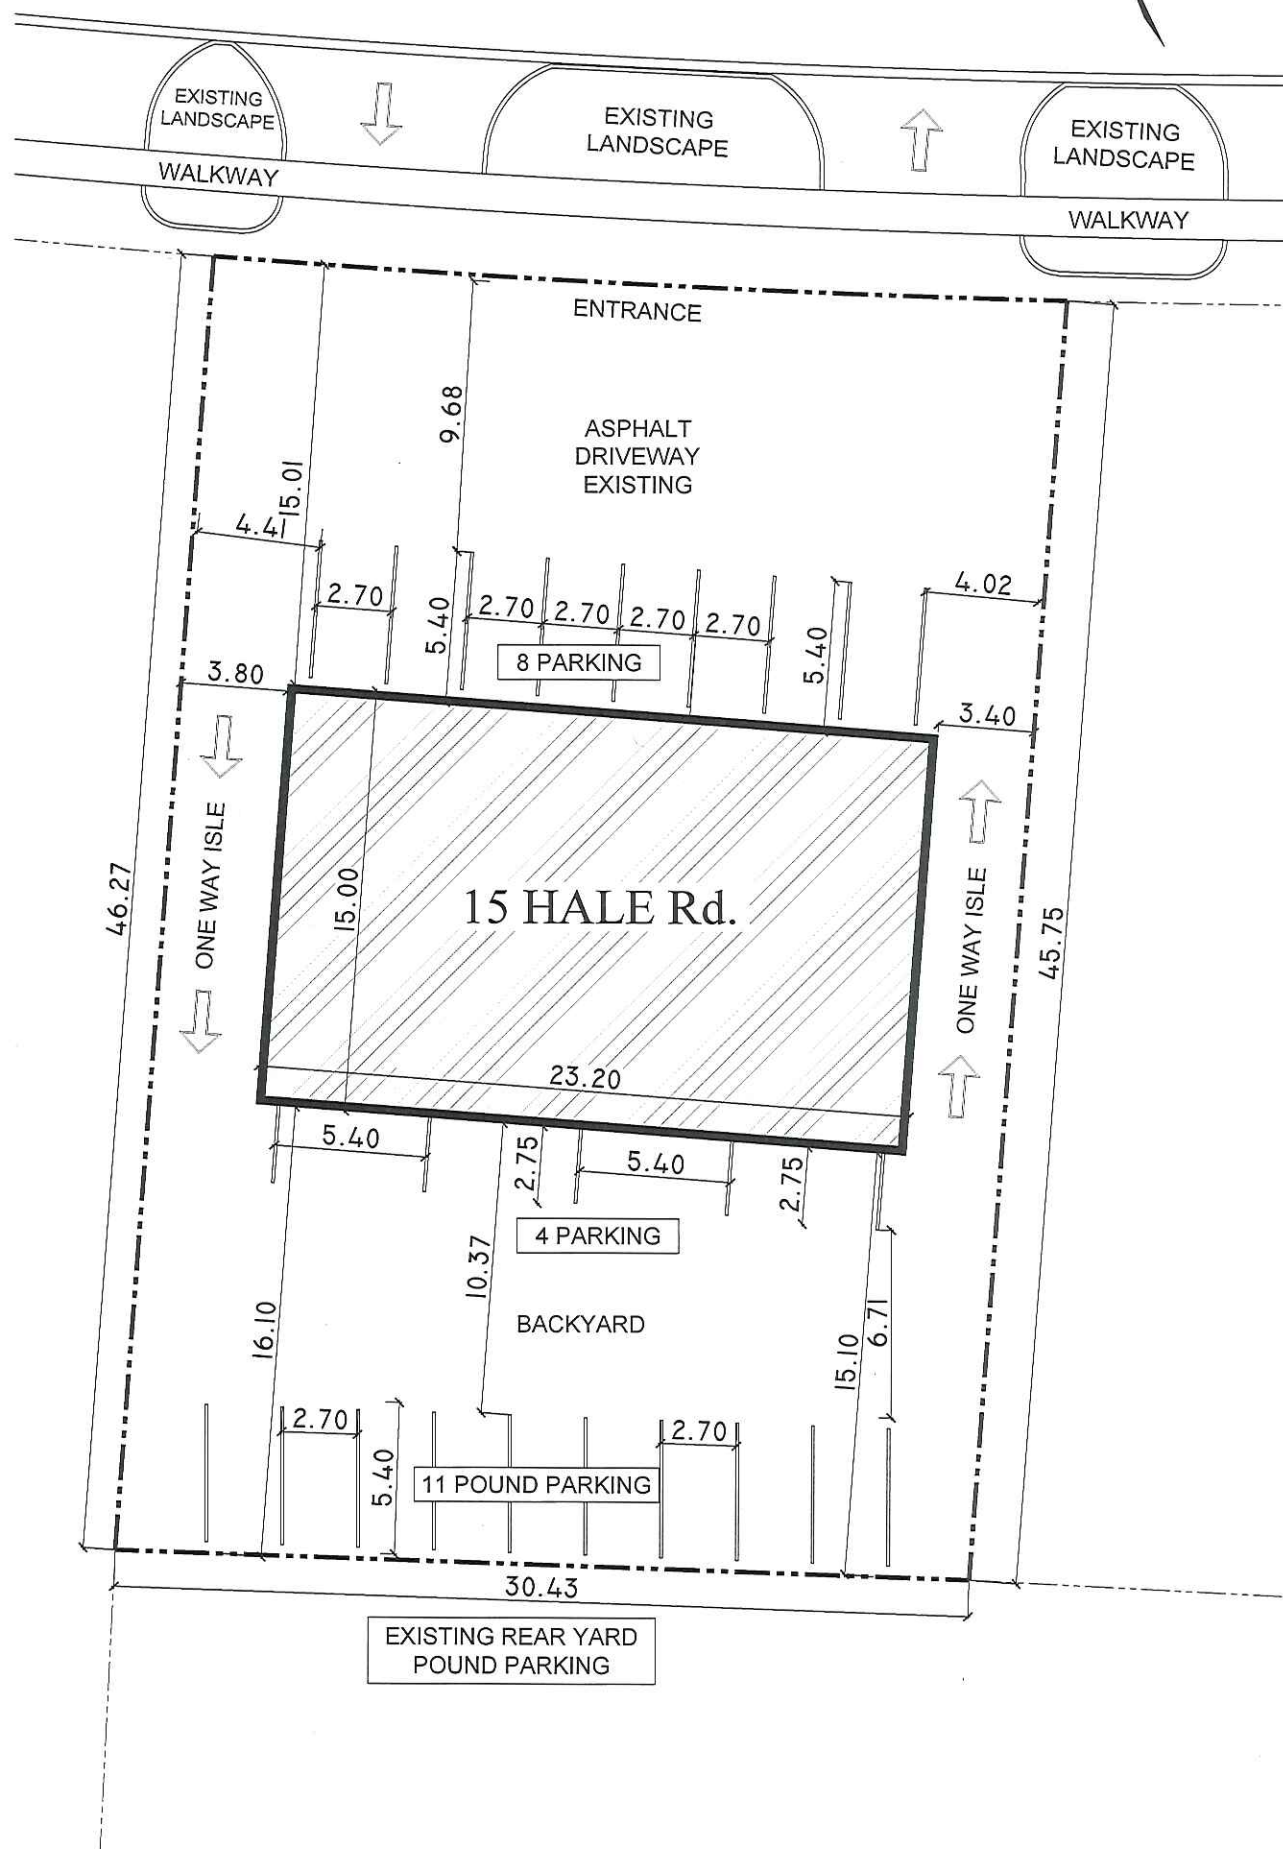 EXISTING
LANDSCAPE
EXISTING
LANDSCAPE
EXISTING
LANDSCAPE
WALKWAY
WALKWAY
ENTRANCE
9.68
ASPHALT
DRIVEWAY
EXISTING
15.01
4.41
2.70
5.40
2.70
2.70
2.70
2.70
5.40
4.02
8 PARKING
3.80
3.40
ONE WAY ISLE
46.27
15.00
15 HALE Rd.
ONE WAY ISLE
45.75
23.20
5.40
2.75
5.40
2.75
4 PARKING
10.37
16.10
BACKYARD
15.10
6.71
2.70
5.40
2.70
11 POUND PARKING
30.43
EXISTING REAR YARD
POUND PARKING